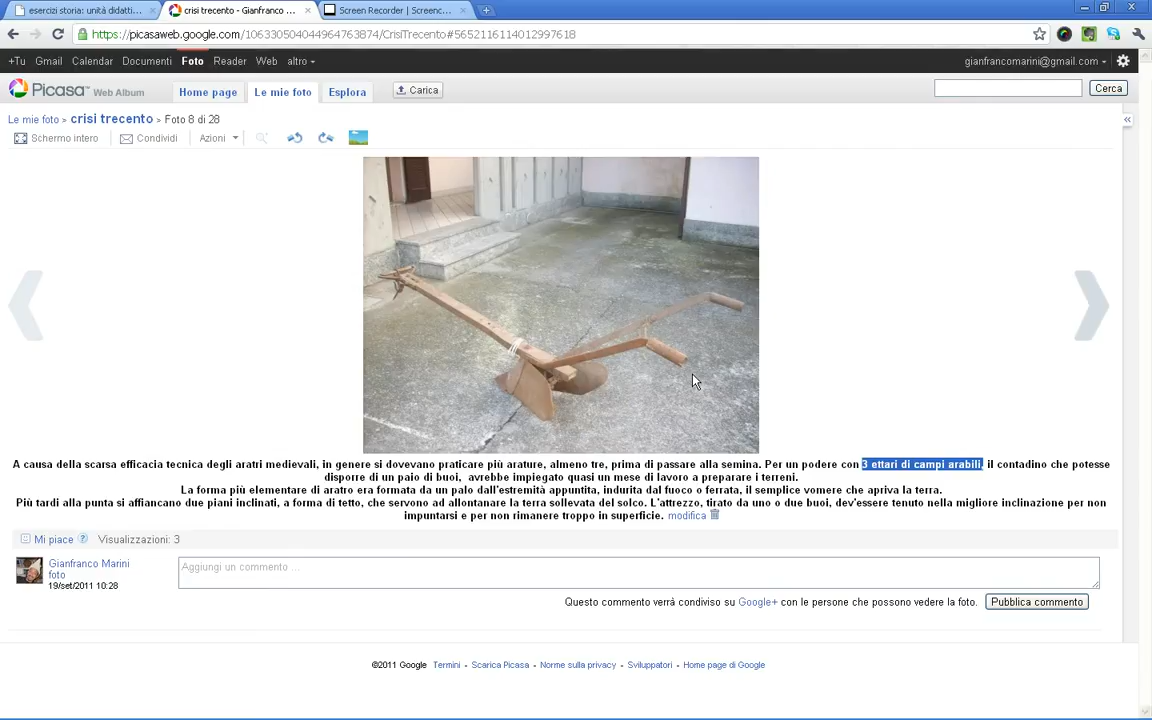 esercizi storia: unità didatti...
crisi trecento - Gianfranco ...
Screen Recorder | Screenc...
https://picasaweb.google.com/106330504044964763874/CrisiTrecento#5652116114012997618
+Tu Gmail Calendar Documenti Foto Reader Web altro
gianfrancomarini@gmail.com
Picasa Web Album Home page Le mie foto Esplora Carica Cerca
Le mie foto > crisi trecento > Foto 8 di 28
Schermo intero Condividi Azioni
A causa della scarsa efficacia tecnica degli aratri medievali, in genere si dovevano praticare più arature, almeno tre, prima di passare alla semina. Per un podere con 3 ettari di campi arabili, il contadino che potesse
disporre di un paio di buoi, avrebbe impiegato quasi un mese di lavoro a preparare i terreni.
La forma più elementare di aratro era formata da un palo dall'estremità appuntita, indurita dal fuoco o ferrata, il semplice vomere che apriva la terra.
Più tardi alla punta si affiancano due piani inclinati, a forma di tetto, che servono ad allontanare la terra sollevata del solco. L'attrezzo, tirato da uno o due buoi, dev'essere tenuto nella migliore inclinazione per non
impuntarsi e per non rimanere troppo in superficie. modifica
Mi piace ? Visualizzazioni: 3
Gianfranco Marini
foto
19/set/2011 10:28
Aggiungi un commento ...
Questo commento verrà condiviso su Google+ con le persone che possono vedere la foto. Pubblica commento
©2011 Google Termini - Scarica Picasa - Norme sulla privacy - Sviluppatori - Home page di Google